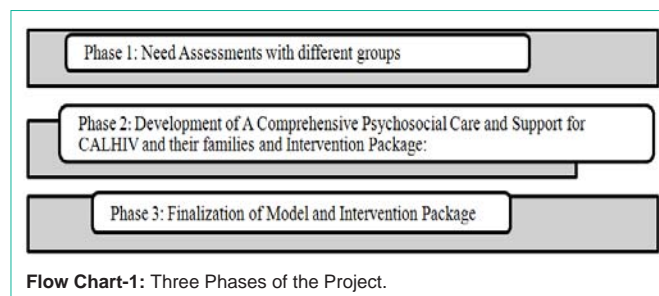 Phase 1: Need Assessments with different groups
Phase 2: Development of A Comprehensive Psychosocial Care and Support for
CALHIV and their families and Intervention Package:
Phase 3: Finalization of Model and Intervention Package
Flow Chart-1: Three Phases of the Project.